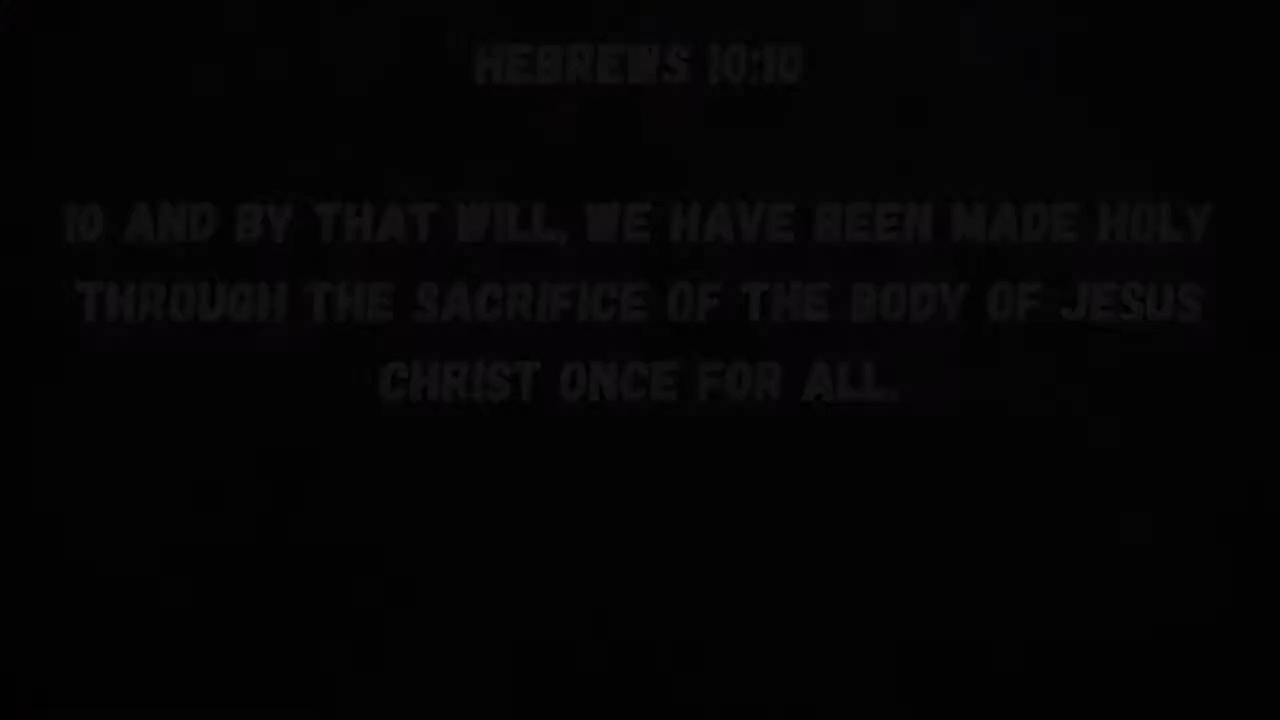 HEBREWS 10:10
10 AND BY THAT WILL, WE HAVE BEEN MADE HOLY
THROUGH THE SACRIFICE OF THE BODY OF JESUS
CHRIST ONCE FOR ALL.